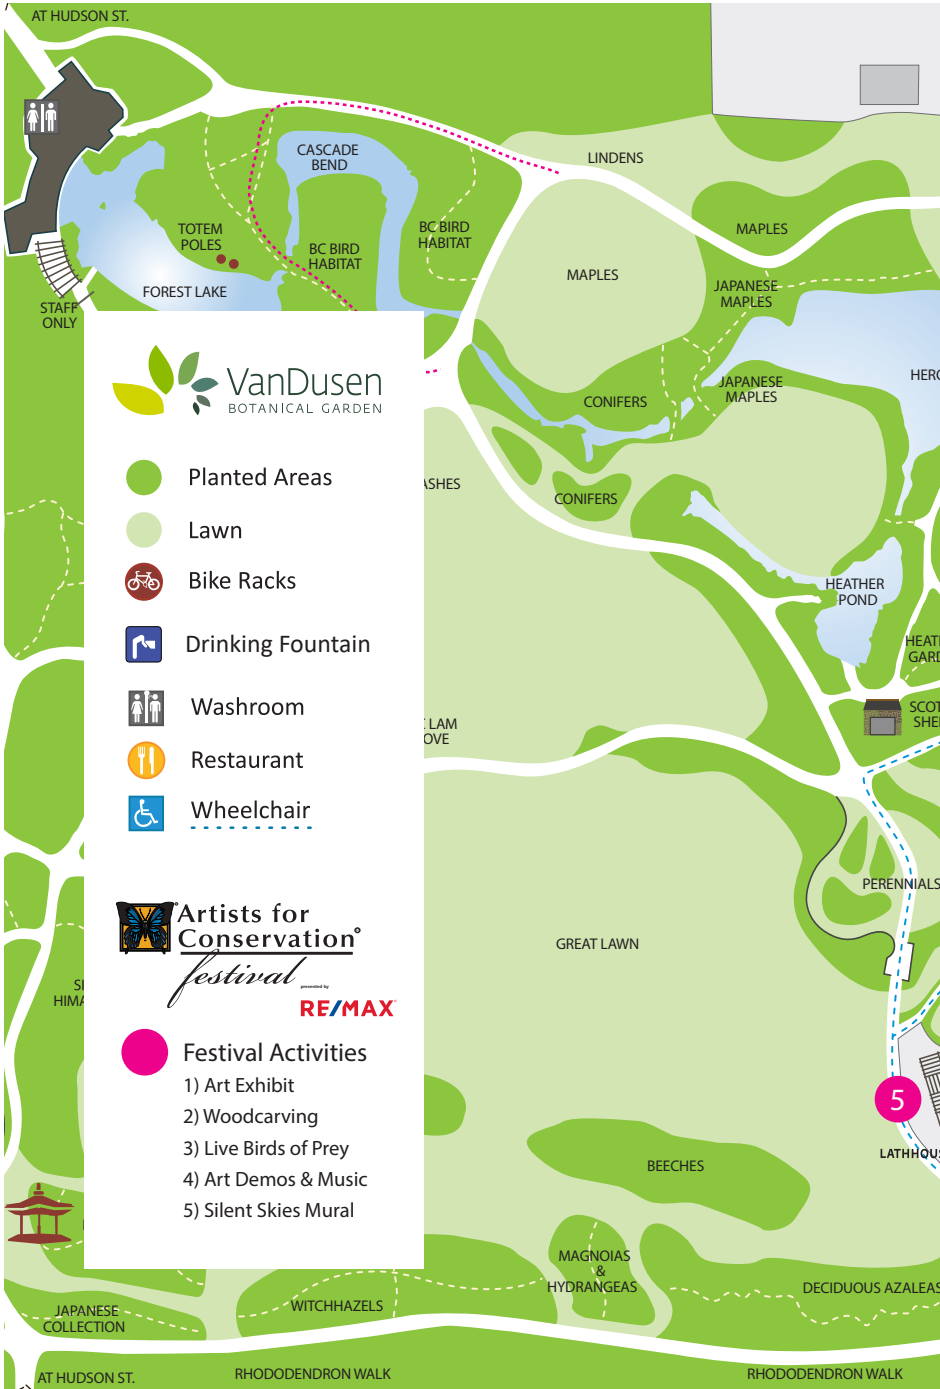 AT HUDSON ST.
CASCADE
BEND
LINDENS
TOTEM
POLES
BC BIRD
HABITAT
BC BIRD
HABITAT
MAPLES
MAPLES
FOREST LAKE
JAPANESE
MAPLES
STAFF
ONLY
JAPANESE
MAPLES
CONIFERS
VanDusen
BOTANICAL GARDEN
Planted Areas
Lawn
Bike Racks
Drinking Fountain
Washroom
Restaurant
Wheelchair
CONIFERS
HEATHER
POND
LAM
PERENNIALS
GREAT LAWN
Artists for
Conservation
festival
presented by
RE/MAX
Festival Activities
1) Art Exhibit
2) Woodcarving
3) Live Birds of Prey
4) Art Demos & Music
5) Silent Skies Mural
5
BEECHES
MAGNOIAS
&
HYDRANGEAS
DECIDUOUS AZALEAS
WITCHHAZELS
JAPANESE
COLLECTION
AT HUDSON ST.
RHODODENDRON WALK
RHODODENDRON WALK